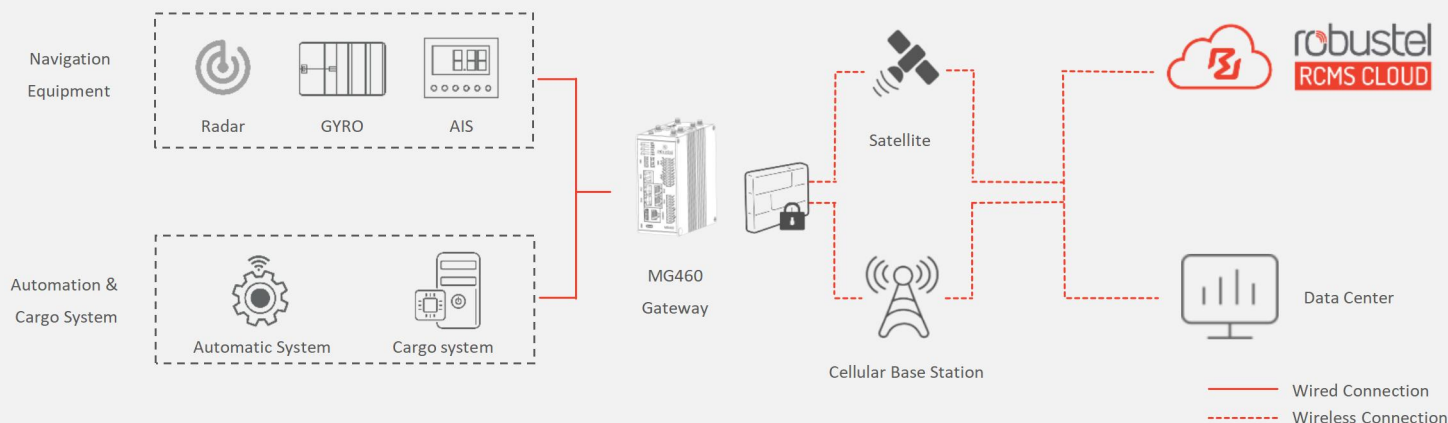 Navigation
Equipment
Radar
GYRO
AIS
Automation &
Cargo System
Automatic System
Cargo system
MG460
Gateway
Satellite
Cellular Base Station
robustel
RCMS CLOUD
Data Center
Wired Connection
Wireless Connection